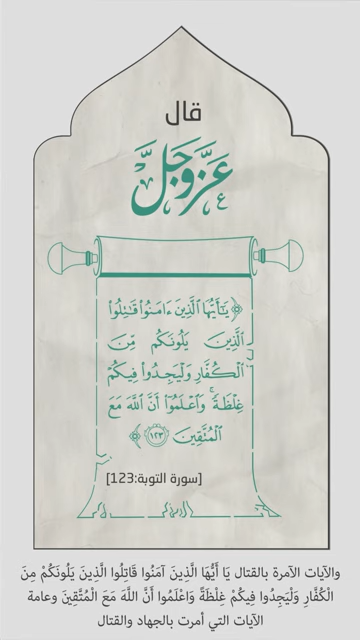 قال
عز وجل
﴿يَٰٓأَيُّهَا ٱلَّذِينَ ءَامَنُوا۟ قَٰتِلُوا۟
ٱلَّذِينَ يَلُونَكُم مِّنَ
ٱلْكُفَّارِ وَلْيَجِدُوا۟ فِيكُمْ
غِلْظَةً ۚ وَٱعْلَمُوٓا۟ أَنَّ ٱللَّهَ مَعَ
ٱلْمُتَّقِينَ ١٢٣﴾
[سورة التوبة:123]
والآيات الآمرة بالقتال يَا أَيُّهَا الَّذِينَ آمَنُوا قَاتِلُوا الَّذِينَ يَلُونَكُمْ مِنَ
الْكُفَّارِ وَلْيَجِدُوا فِيكُمْ غِلْظَةً وَاعْلَمُوا أَنَّ اللَّهَ مَعَ الْمُتَّقِينَ وعامة
الآيات التي أمرت بالجهاد والقتال